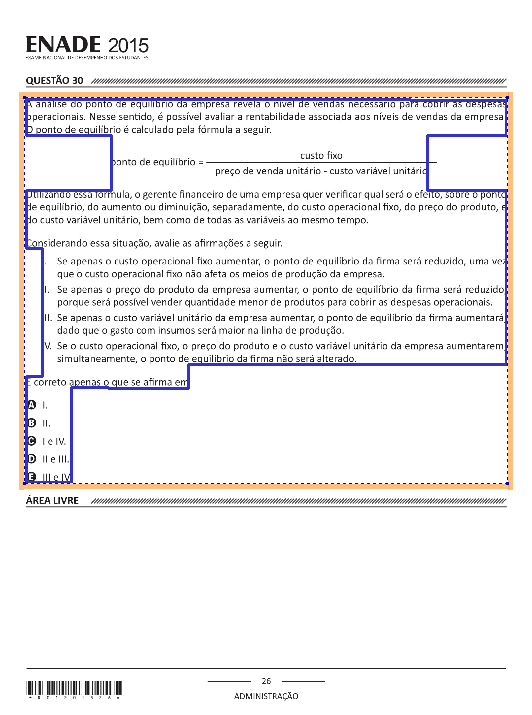 ENADE 2015
EXAME NACIONAL DE DESEMPENHO DOS ESTUDANTES
QUESTÃO 30
A análise do ponto de equilíbrio da empresa revela o nível de vendas necessário para cobrir as despesas
operacionais. Nesse sentido, é possível avaliar a rentabilidade associada aos níveis de vendas da empresa.
O ponto de equilíbrio é calculado pela fórmula a seguir.
custo fixo
ponto de equilíbrio =
preço de venda unitário - custo variável unitário
Utilizando essa fórmula, o gerente financeiro de uma empresa quer verificar qual será o efeito, sobre o ponto
de equilíbrio, do aumento ou diminuição, separadamente, do custo operacional fixo, do preço do produto, e
do custo variável unitário, bem como de todas as variáveis ao mesmo tempo.
Considerando essa situação, avalie as afirmações a seguir.
I. Se apenas o custo operacional fixo aumentar, o ponto de equilíbrio da firma será reduzido, uma vez
que o custo operacional fixo não afeta os meios de produção da empresa.
II. Se apenas o preço do produto da empresa aumentar, o ponto de equilíbrio da firma será reduzido
porque será possível vender quantidade menor de produtos para cobrir as despesas operacionais.
III. Se apenas o custo variável unitário da empresa aumentar, o ponto de equilíbrio da firma aumentará
dado que o gasto com insumos será maior na linha de produção.
IV. Se o custo operacional fixo, o preço do produto e o custo variável unitário da empresa aumentarem
simultaneamente, o ponto de equilíbrio da firma não será alterado.
É correto apenas o que se afirma em
A I.
B II.
C I e IV.
D II e III.
E III e IV.
ÁREA LIVRE
26
ADMINISTRAÇÃO